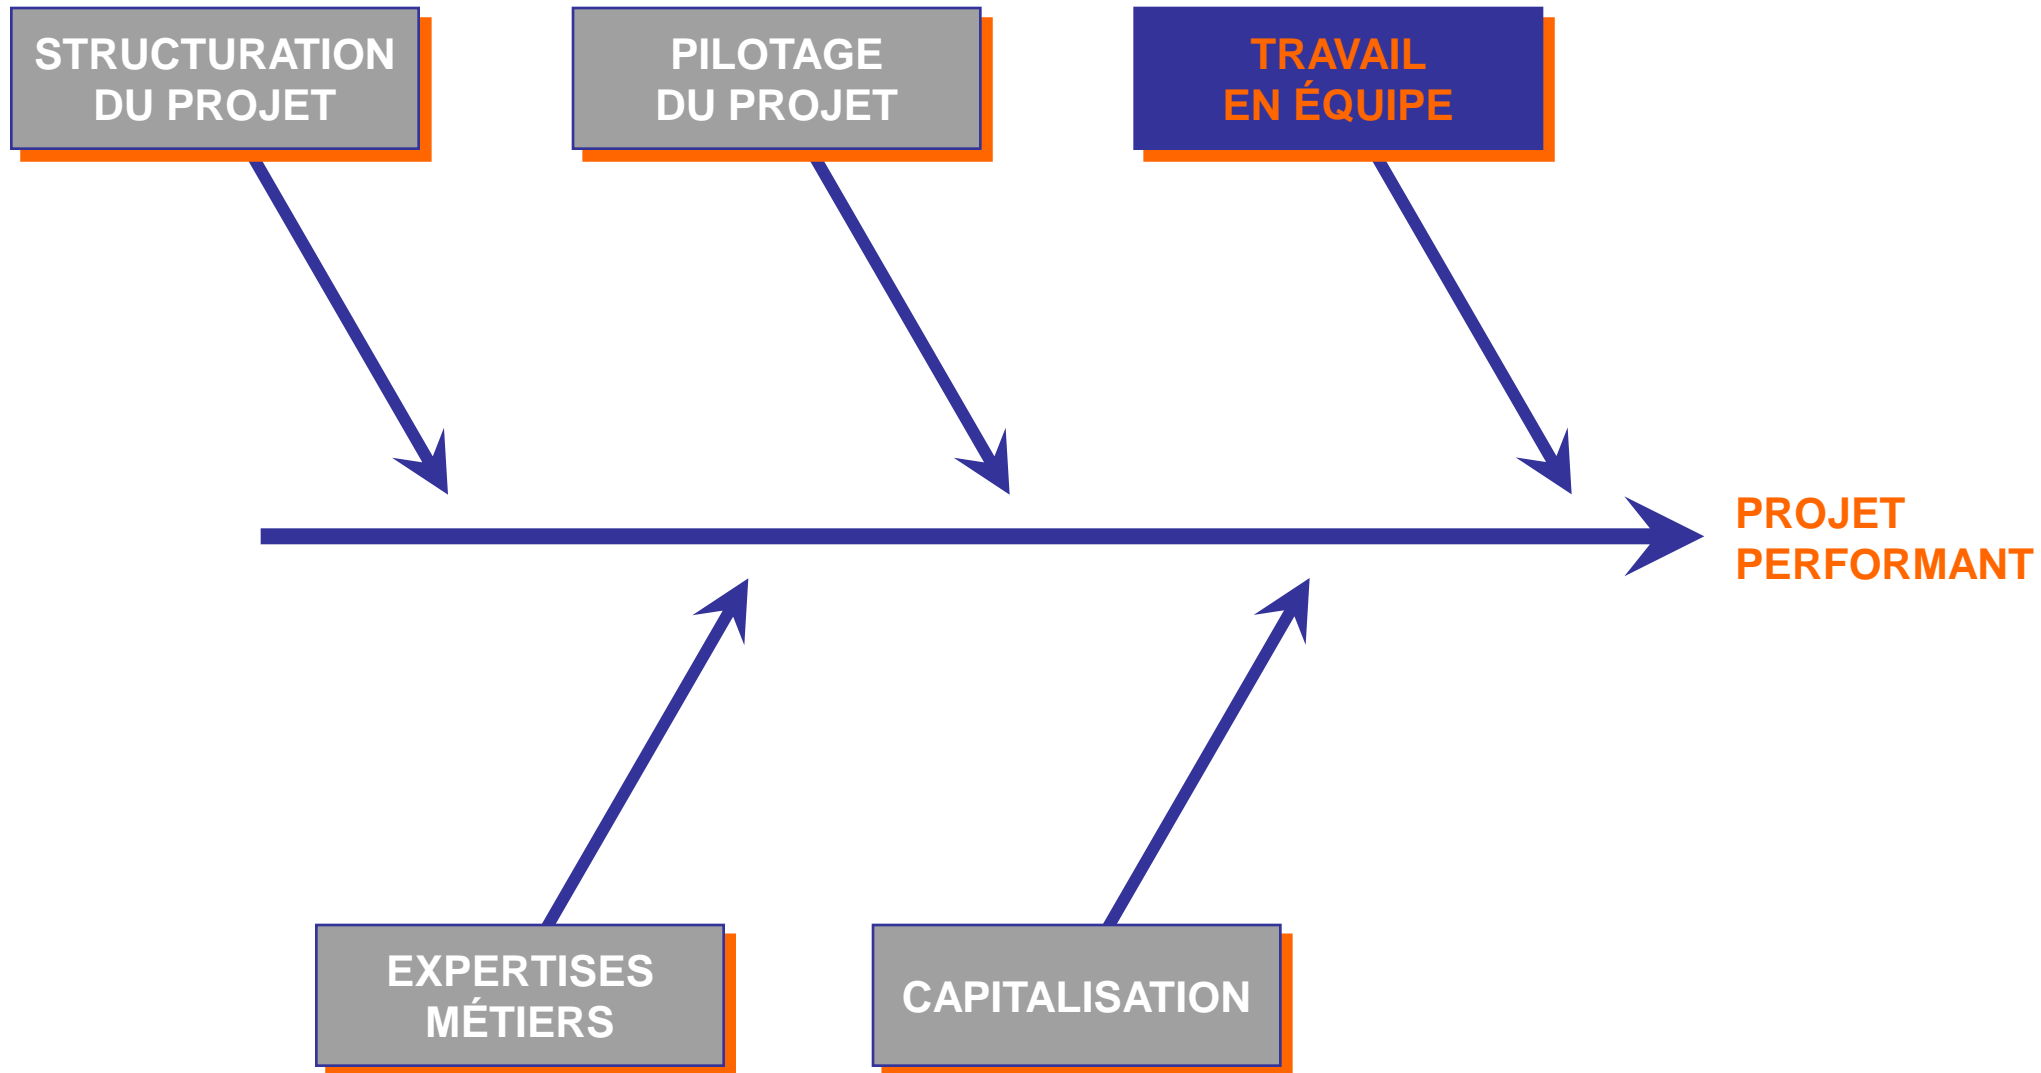 STRUCTURATION
DU PROJET
PILOTAGE
DU PROJET
TRAVAIL
EN ÉQUIPE
PROJET
PERFORMANT
EXPERTISES
MÉTIERS
CAPITALISATION